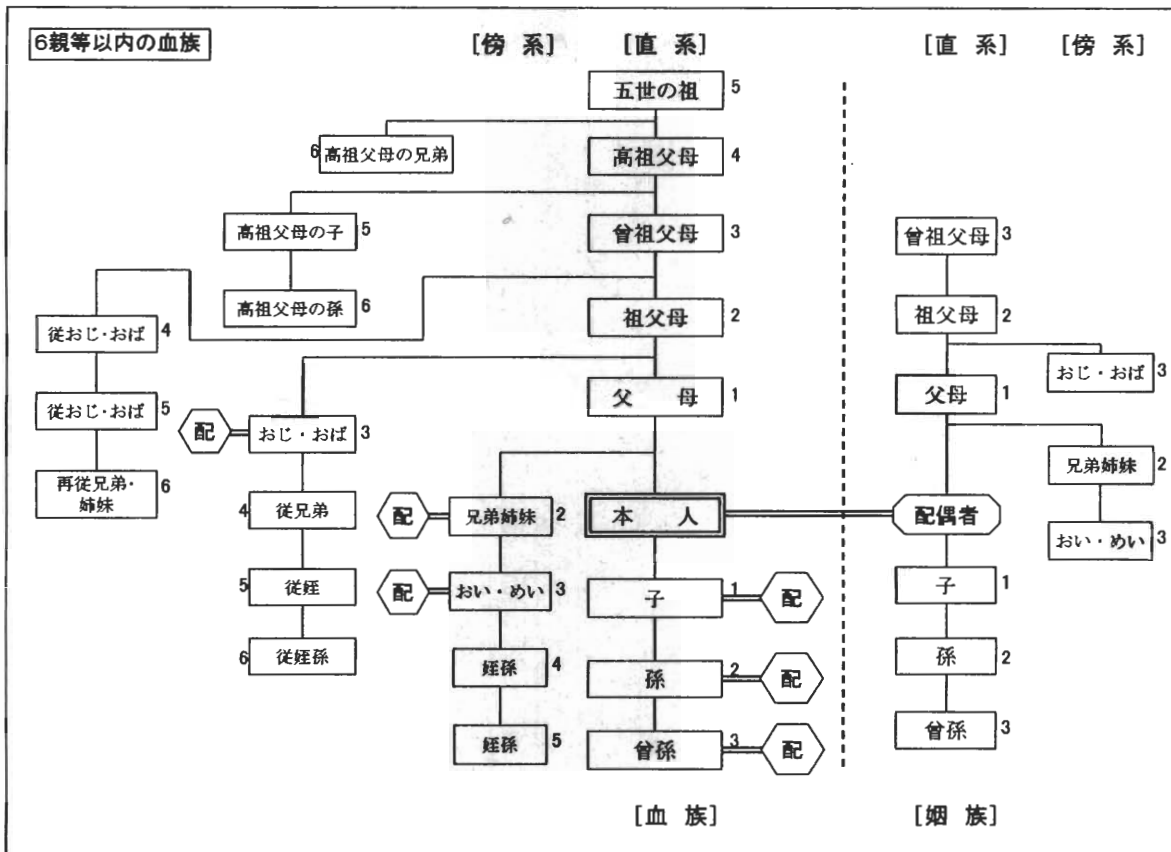 6親等以内の血族
[傍 系]
[直 系]
[直 系]
[傍 系]
五世の祖 5
6 高祖父母の兄弟
高祖父母 4
高祖父母の子 5
曾祖父母 3
曾祖父母 3
高祖父母の孫 6
祖父母 2
祖父母 2
従おじ・おば 4
おじ・おば 3
父 母 1
父母 1
従おじ・おば 5
配
おじ・おば 3
兄弟姉妹 2
再従兄弟・
姉妹 6
4 従兄弟
配
兄弟姉妹 2
本 人
配偶者
おい・めい 3
5 従姪
配
おい・めい 3
子 1
配
子 1
6 従姪孫
姪孫 4
孫 2
配
孫 2
姪孫 5
曾孫 3
配
曾孫 3
[血 族]
[姻 族]